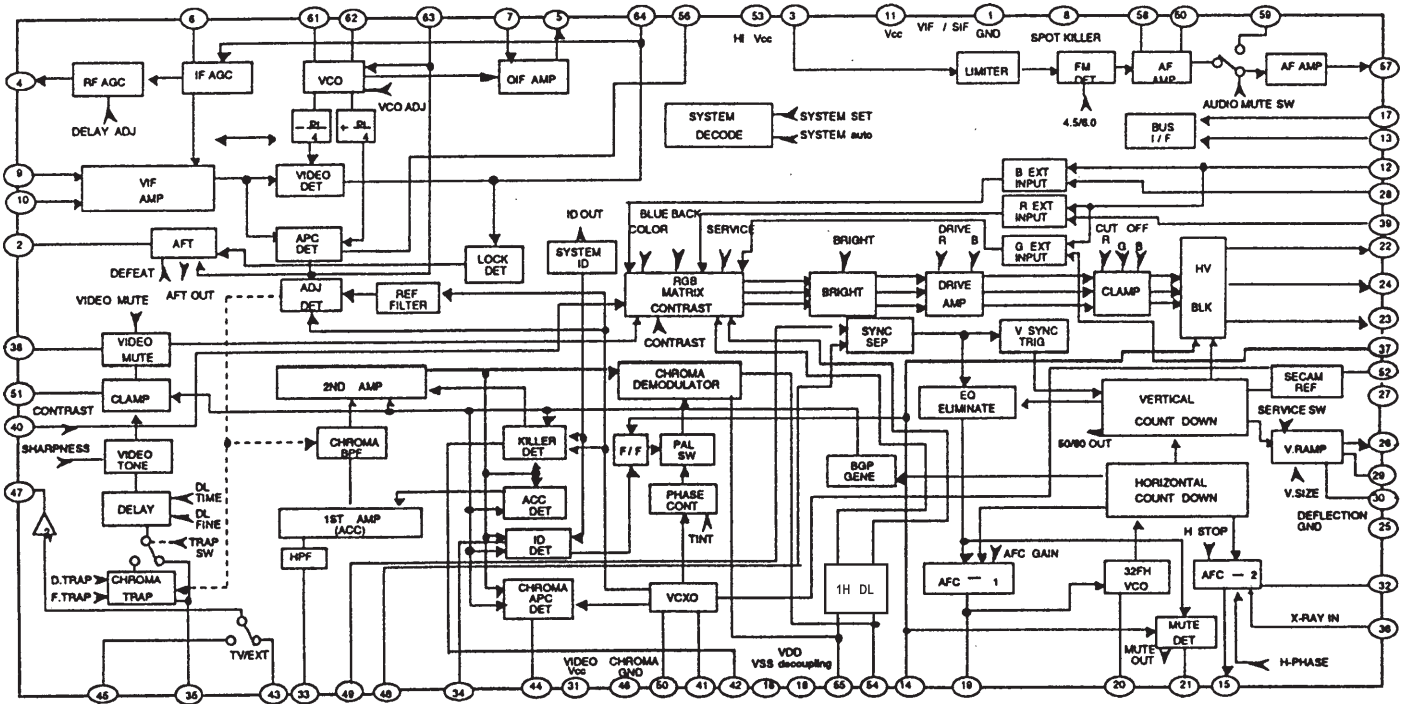 6 61 62 63 7 5 64 56 53 3 11 1 8 58 50 59
HI Vcc
Vcc
VIF / SIF
GND
SPOT KILLER
4
RF AGC
IF AGC
VCO
QIF AMP
LIMITER
FM
DET
AF
AMP
AF AMP
57
DELAY ADJ
VCO ADJ
SYSTEM
DECODE
SYSTEM SET
SYSTEM auto
4.5/6.0
AUDIO MUTE SW
BUS
I / F
17
13
9
10
VIF
AMP
VIDEO
DET
B EXT
INPUT
12
28
R EXT
INPUT
39
2
AFT
APC
DET
LOCK
DET
ID OUT
SYSTEM
ID
BLUE BACK
COLOR
SERVICE
BRIGHT
DRIVE
R B
G EXT
INPUT
CUT OFF
R G B
22
DEFEAT
AFT OUT
ADJ
DET
REF
FILTER
RGB
MATRIX
CONTRAST
BRIGHT
DRIVE
AMP
CLAMP
HV
BLK
24
23
VIDEO MUTE
38
VIDEO
MUTE
CONTRAST
SYNC
SEP
V SYNC
TRIG
37
51
CLAMP
2ND AMP
CHROMA
DEMODULATOR
EQ
ELIMINATE
VERTICAL
COUNT DOWN
SECAM
REF
52
27
CONTRAST
40
SERVICE SW
SHARPNESS
VIDEO
TONE
CHROMA
BPF
KILLER
DET
F / F
PAL
SW
BGP
GENE
50/60 OUT
V.RAMP
26
29
47
2
DELAY
DL
TIME
DL
FINE
ACC
DET
PHASE
CONT
HORIZONTAL
COUNT DOWN
V.SIZE
30
DEFLECTION
GND
25
1ST AMP
(ACC)
TRAP
SW
HPF
ID
DET
TINT
H STOP
AFC GAIN
D.TRAP
F.TRAP
CHROMA
TRAP
CHROMA
APC
DET
VCXO
1H DL
AFC — 1
32FH
VCO
AFC — 2
32
X-RAY IN
36
TV/EXT
MUTE
DET
MUTE
OUT
H-PHASE
VIDEO
Vcc
CHROMA
GND
VDD
VSS decoupling
45 35 43 33 49 48 34 44 31 46 50 41 42 18 16 55 54 14 19 20 21 15